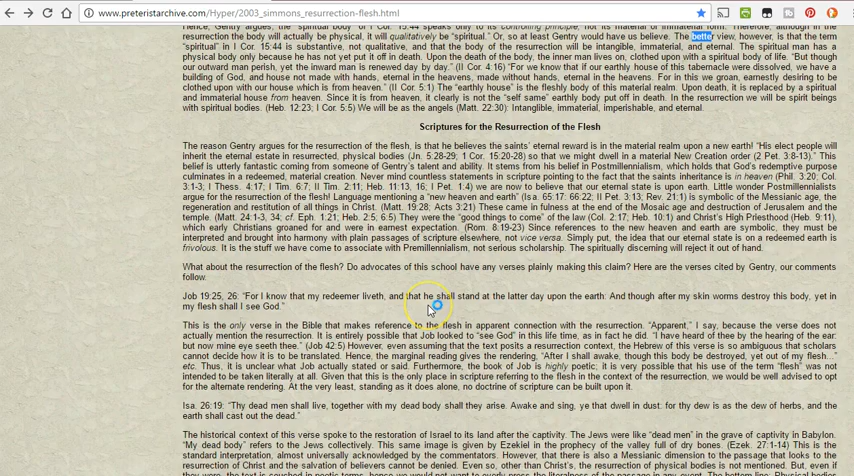 www.preteristarchive.com/Hyper/2003_simmons_resurrection-flesh.html
hence, Gentry argues, the "spiritual body of I Cor. 15:44 speaks only to its controlling principle, not its material or immaterial form. Therefore, although in the
resurrection the body will actually be physical, it will qualitatively be "spiritual." Or, so at least Gentry would have us believe. The better view, however, is that the term
"spiritual" in I Cor. 15:44 is substantive, not qualitative, and that the body of the resurrection will be intangible, immaterial, and eternal. The spiritual man has a
physical body only because he has not yet put it off in death. Upon the death of the body, the inner man lives on, clothed upon with a spiritual body of life. "But though
our outward man perish, yet the inward man is renewed day by day." (II Cor. 4:16) "For we know that if our earthly house of this tabernacle were dissolved, we have a
building of God, and house not made with hands, eternal in the heavens, made without hands, eternal in the heavens. For in this we groan, earnestly desiring to be
clothed upon with our house which is from heaven." (II Cor. 5:1) The "earthly house" is the fleshly body of this material realm. Upon death, it is replaced by a spiritual
and immaterial house from heaven. Since it is from heaven, it clearly is not the "self same" earthly body put off in death. In the resurrection we will be spirit beings
with spiritual bodies. (Heb. 12:23; I Cor. 5:5) We will be as the angels (Matt. 22:30): Intangible, immaterial, imperishable, and eternal.
Scriptures for the Resurrection of the Flesh
The reason Gentry argues for the resurrection of the flesh, is that he believes the saints' eternal reward is in the material realm upon a new earth! "His elect people will
inherit the eternal estate in resurrected, physical bodies (Jn. 5:28-29; 1 Cor. 15:20-28) so that we might dwell in a material New Creation order (2 Pet. 3:8-13)." This
belief is utterly fantastic coming from someone of Gentry's talent and ability. It stems from his belief in Postmillennialism, which holds that God's redemptive purpose
culminates in a redeemed, material creation. Never mind countless statements in scripture pointing to the fact that the saints inheritance is in heaven (Phil. 3:20; Col.
3:1-3; I Thess. 4:17; I Tim. 6:7; II Tim. 2:11; Heb. 11:13, 16; I Pet. 1:4) we are now to believe that our eternal state is upon earth. Little wonder Postmillennialists
argue for the resurrection of the flesh! Language mentioning a "new heaven and earth" (Isa. 65:17; 66:22; II Pet. 3:13; Rev. 21:1) is symbolic of the Messianic age, the
regeneration and restitution of all things in Christ. (Matt. 19:28; Acts 3:21) These came in fulness at the end of the Mosaic age and destruction of Jerusalem and the
temple. (Matt. 24:1-3, 34; cf. Eph. 1:21; Heb. 2:5; 6:5) They were the "good things to come" of the law (Col. 2:17; Heb. 10:1) and Christ's High Priesthood (Heb. 9:11),
which early Christians groaned for and were in earnest expectation. (Rom. 8:19-23) Since references to the new heaven and earth are symbolic, they must be
interpreted and brought into harmony with plain passages of scripture elsewhere, not vice versa. Simply put, the idea that our eternal state is on a redeemed earth is
frivolous. It is the stuff we have come to associate with Premillennialism, not serious scholarship. The spiritually discerning will reject it out of hand.
What about the resurrection of the flesh? Do advocates of this school have any verses plainly making this claim? Here are the verses cited by Gentry, our comments
follow.
Job 19:25, 26: "For I know that my redeemer liveth, and that he shall stand at the latter day upon the earth: And though after my skin worms destroy this body, yet in
my flesh shall I see God."
This is the only verse in the Bible that makes reference to the flesh in apparent connection with the resurrection. "Apparent," I say, because the verse does not
actually mention the resurrection. It is entirely possible that Job looked to "see God" in this life time, as in fact he did. "I have heard of thee by the hearing of the ear:
but now mine eye seeth thee." (Job 42:5) However, even assuming that the text posits a resurrection context, the Hebrew of this verse is so ambiguous that scholars
cannot decide how it is to be translated. Hence, the marginal reading gives the rendering, "After I shall awake, though this body be destroyed, yet out of my flesh..."
etc. Thus, it is unclear what Job actually stated or said. Furthermore, the book of Job is highly poetic; it is very possible that his use of the term "flesh" was not
intended to be taken literally at all. Given that this is the only place in scripture referring to the flesh in the context of the resurrection, we would be well advised to opt
for the alternate rendering. At the very least, standing as it does alone, no doctrine of scripture can be built upon it.
Isa. 26:19: "Thy dead men shall live, together with my dead body shall they arise. Awake and sing, ye that dwell in dust: for thy dew is as the dew of herbs, and the
earth shall cast out the dead."
The historical context of this verse spoke to the restoration of Israel to its land after the captivity. The Jews were like "dead men" in the grave of captivity in Babylon.
"My dead body" refers to the Jews collectively. This same image is given by Ezekiel in the prophecy of the valley full of dry bones. (Ezek. 27:1-14) This is the
standard interpretation, almost universally acknowledged by the commentators. However, that there is also a Messianic dimension to the passage that looks to the
resurrection of Christ and the salvation of believers cannot be denied. Even so, other than Christ's, the resurrection of physical bodies is not mentioned. But, even if